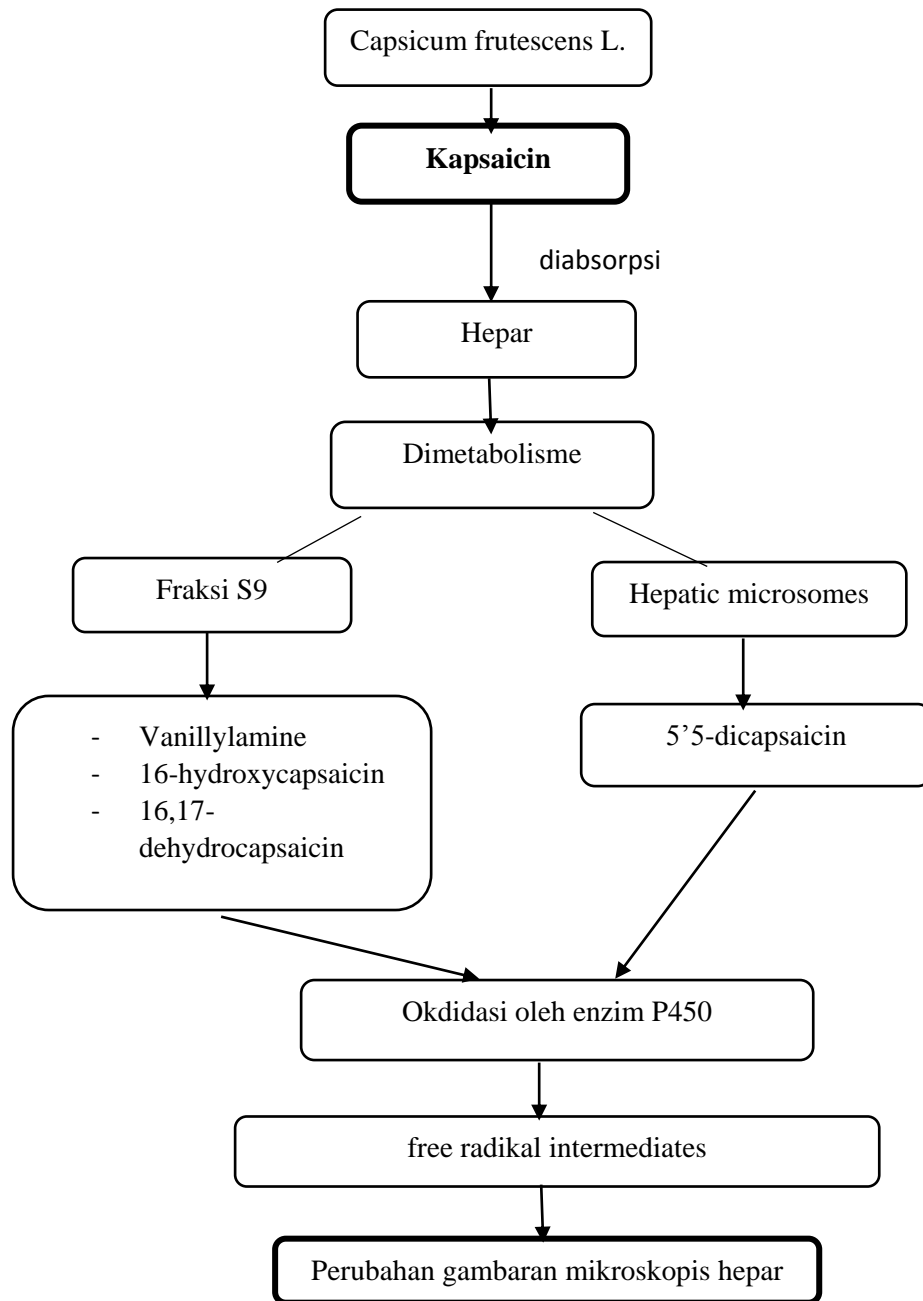 Capsicum frutescens L.
Kapsaicin
diabsorpsi
Hepar
Dimetabolisme
Fraksi S9
Hepatic microsomes
- Vanillylamine
- 16-hydroxycapsaicin
- 16,17-
dehydrocapsaicin
5’5-dicapsaicin
Okdidasi oleh enzim P450
free radikal intermediates
Perubahan gambaran mikroskopis hepar